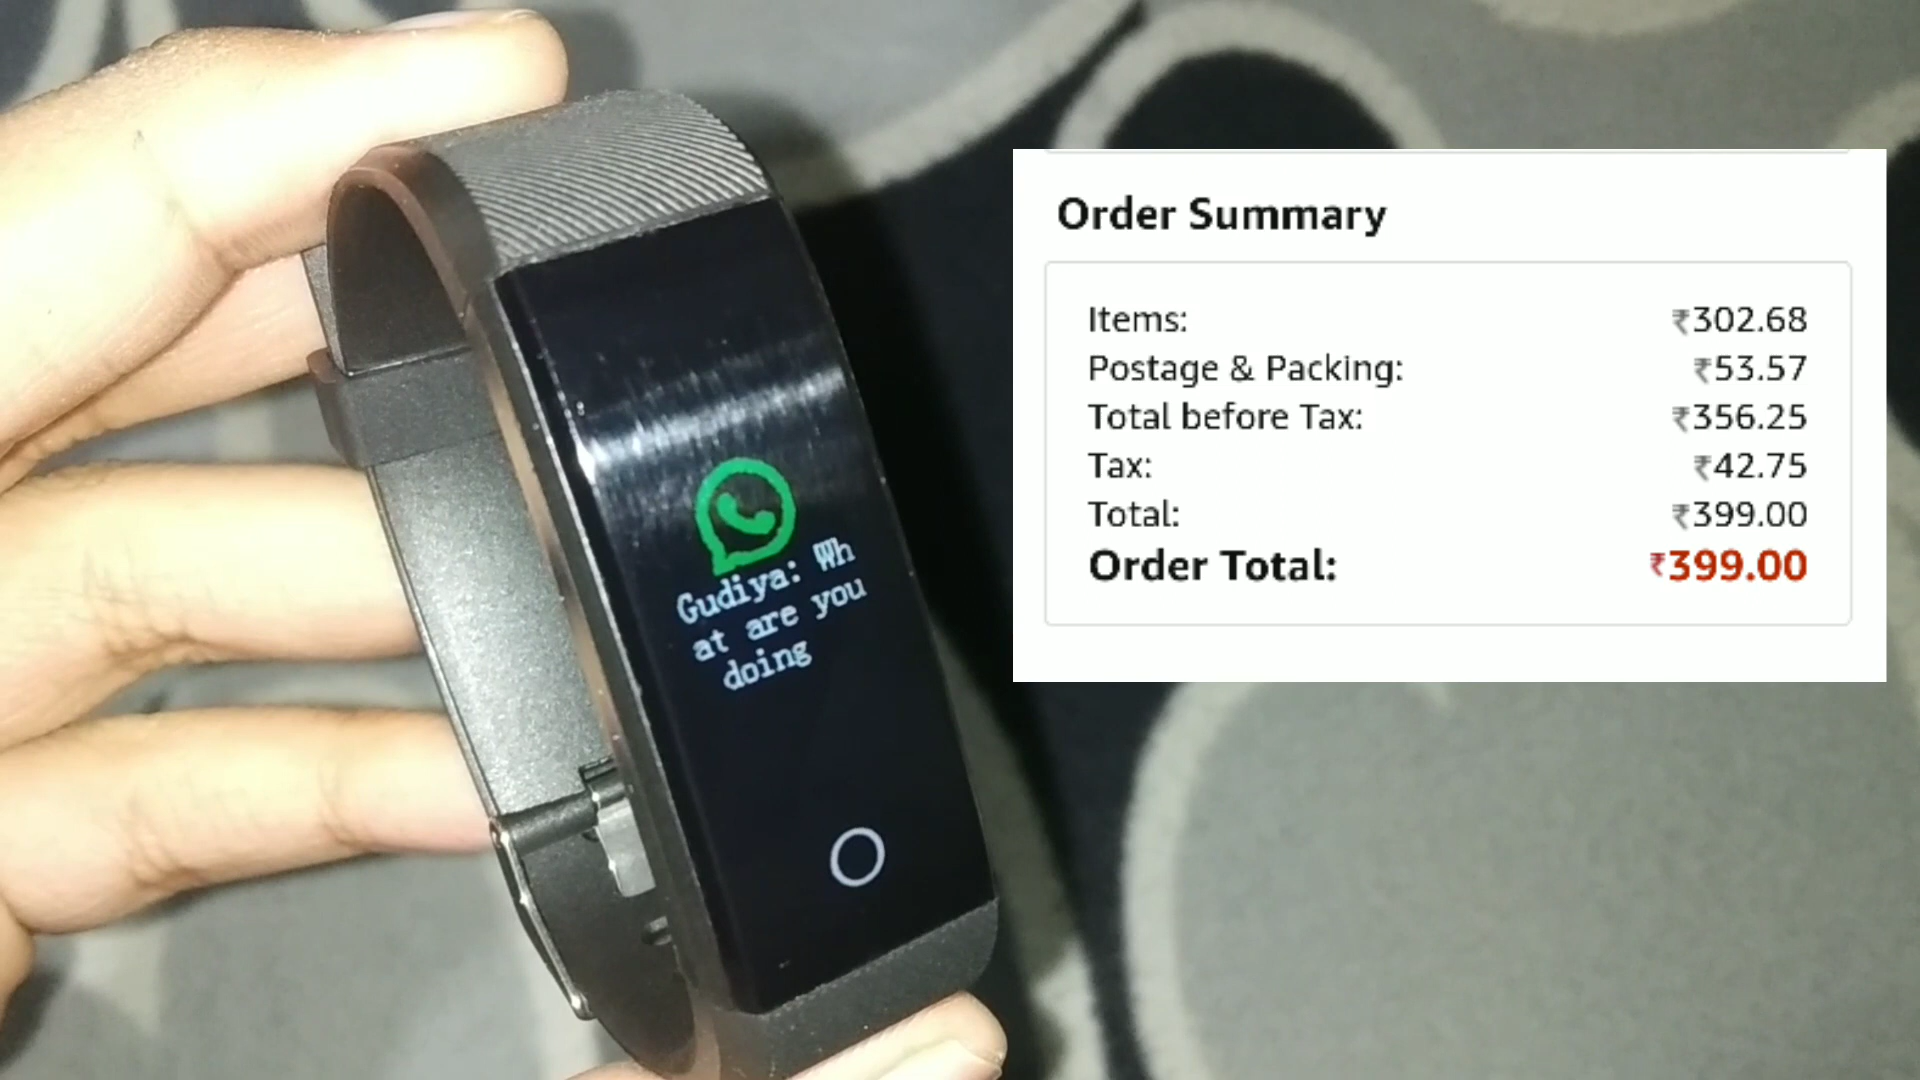 Gudiya: Wh
at are you
doing
Order Summary
Items: ₹302.68
Postage & Packing: ₹53.57
Total before Tax: ₹356.25
Tax: ₹42.75
Total: ₹399.00
Order Total: ₹399.00